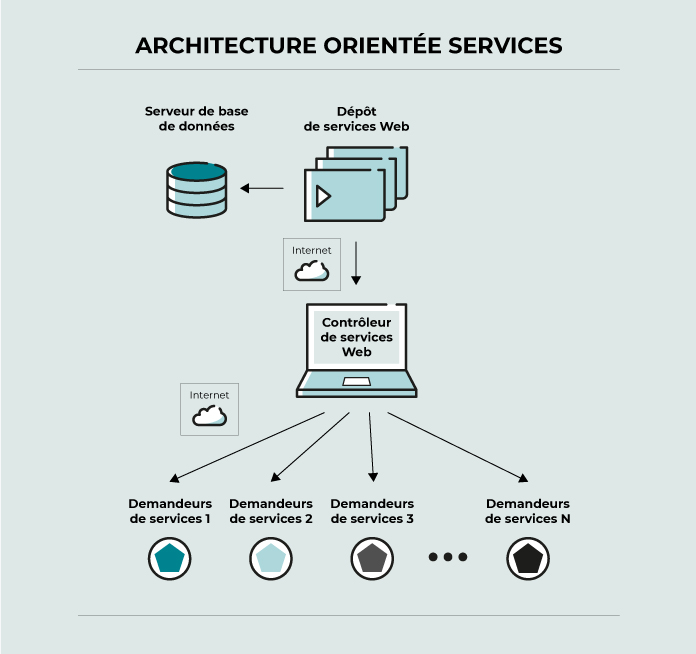 ARCHITECTURE ORIENTÉE SERVICES
Serveur de base
de données
Dépôt
de services Web
Internet
Contrôleur
de services
Web
Internet
Demandeurs
de services 1
Demandeurs
de services 2
Demandeurs
de services 3
Demandeurs
de services N